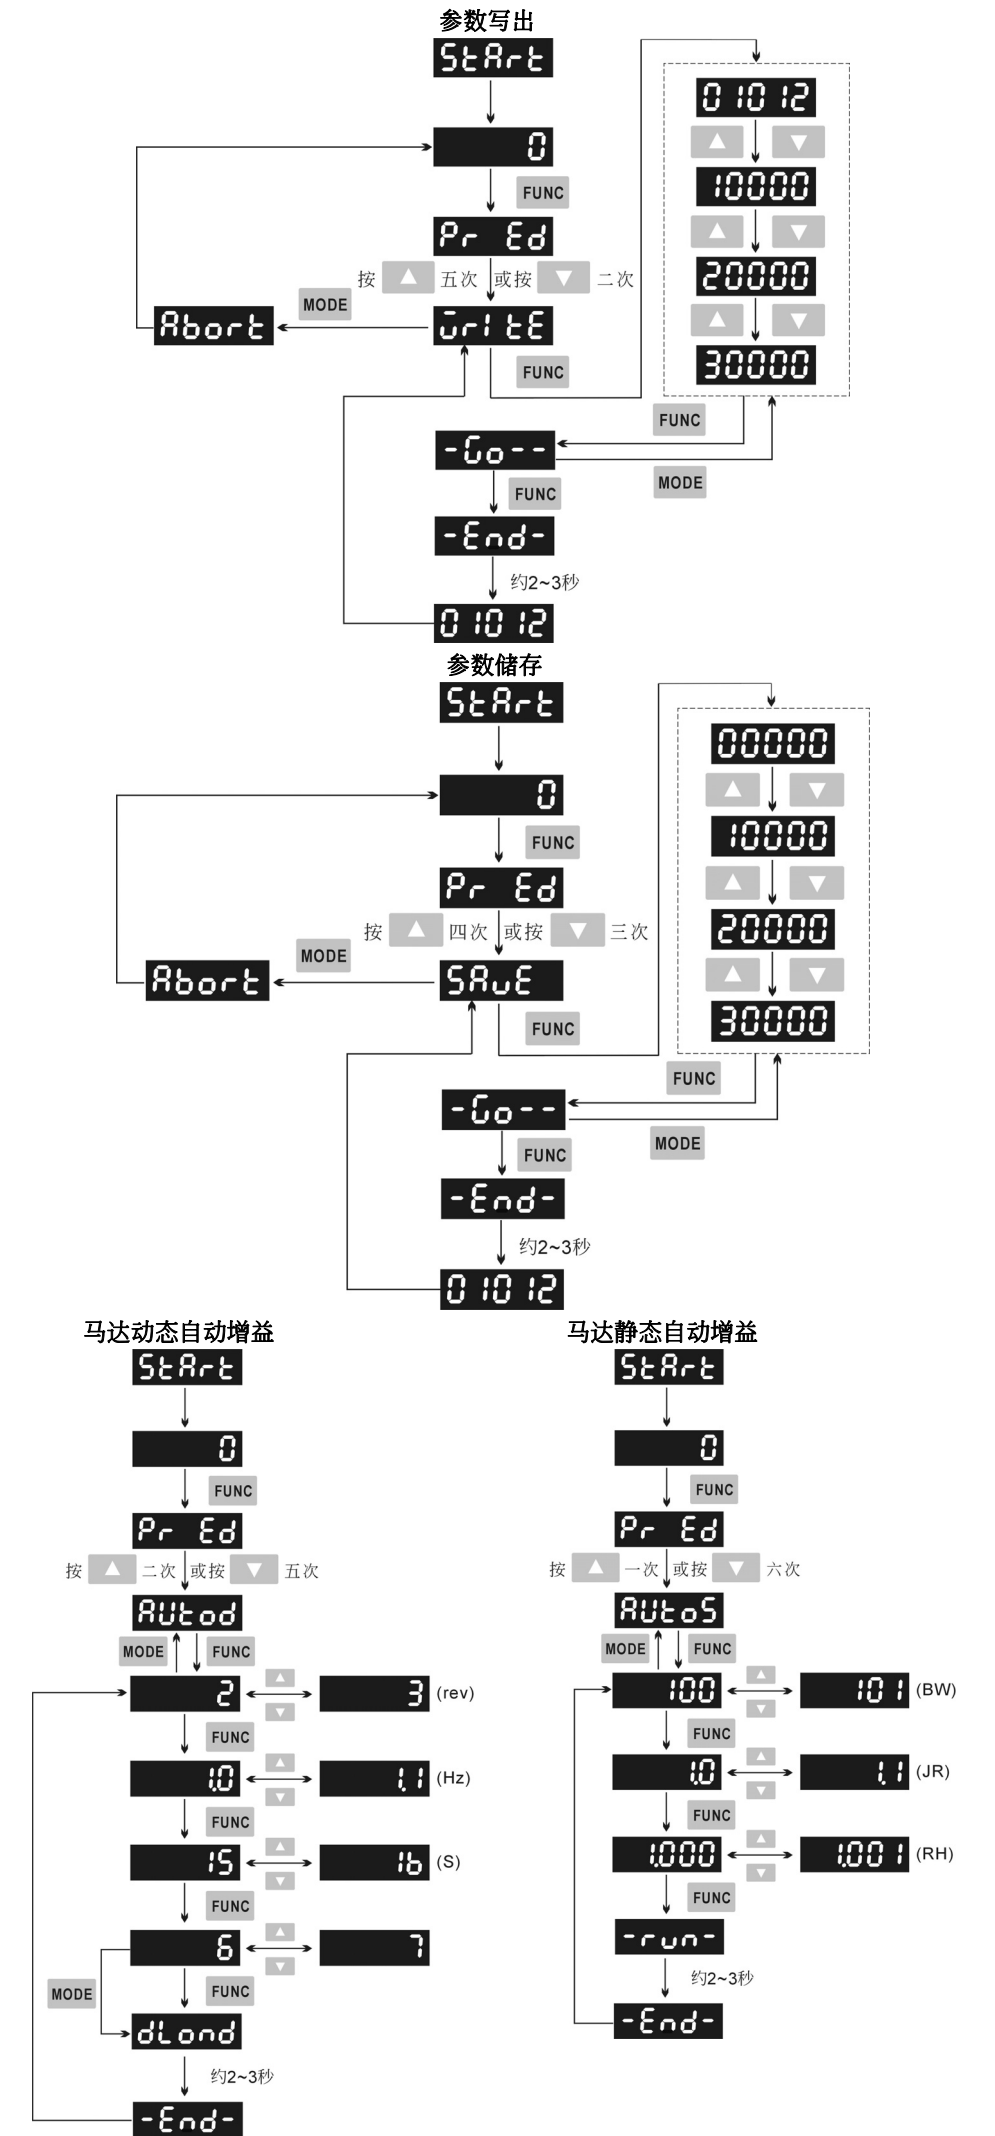 参数写出
StArt
0
FUNC
Pr Ed
按 ▲ 五次 或按 ▼ 二次
MODE
Abort
WrItE
FUNC
01012
10000
20000
30000
FUNC
-Go--
MODE
FUNC
-End-
约2~3秒
01012
参数储存
StArt
0
FUNC
Pr Ed
按 ▲ 四次 或按 ▼ 三次
MODE
Abort
SAvE
FUNC
00000
10000
20000
30000
FUNC
-Go--
MODE
FUNC
-End-
约2~3秒
01012
马达动态自动增益
StArt
0
FUNC
Pr Ed
按 ▲ 二次 或按 ▼ 五次
AUtod
MODE FUNC
2 3 (rev)
FUNC
1.0 1.1 (Hz)
FUNC
15 16 (S)
FUNC
6 7
MODE FUNC
dLond
约2~3秒
-End-
马达静态自动增益
StArt
0
FUNC
Pr Ed
按 ▲ 一次 或按 ▼ 六次
AUtoS
MODE FUNC
100 101 (BW)
FUNC
1.0 1.1 (JR)
FUNC
1.000 1.001 (RH)
FUNC
-run-
约2~3秒
-End-